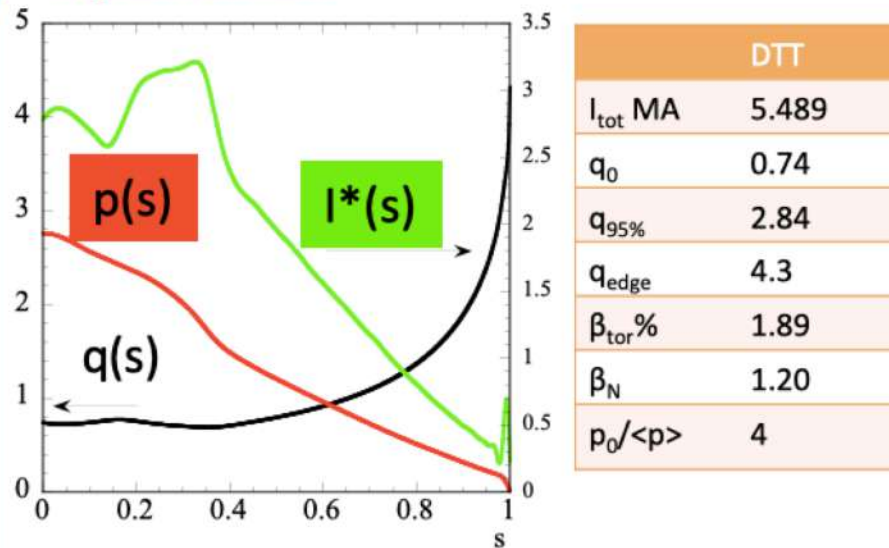 5
4
3
2
1
0
p(s)
I*(s)
q(s)
3.5
3
2.5
2
1.5
1
0.5
0
0
0.2
0.4
0.6
0.8
1
s
DTT
I_tot MA 5.489
q_0 0.74
q_95% 2.84
q_edge 4.3
β_tor% 1.89
β_N 1.20
p_0/<p> 4